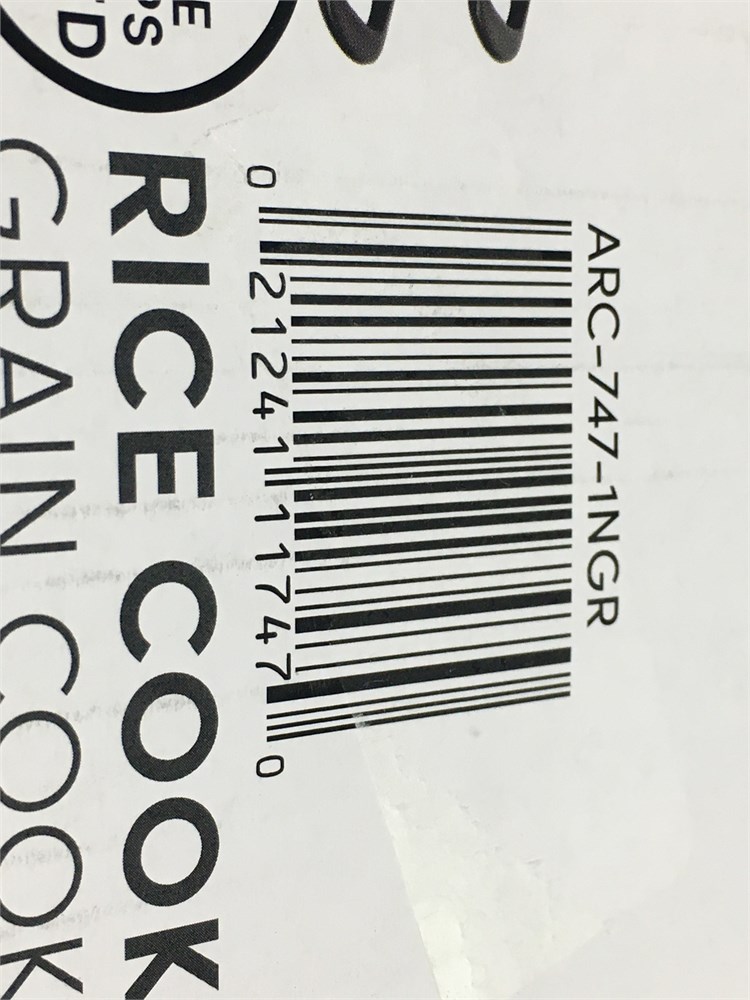 ARC-747-1NGR
0 21241 11747 0
RICE COOK
GRAIN COOK